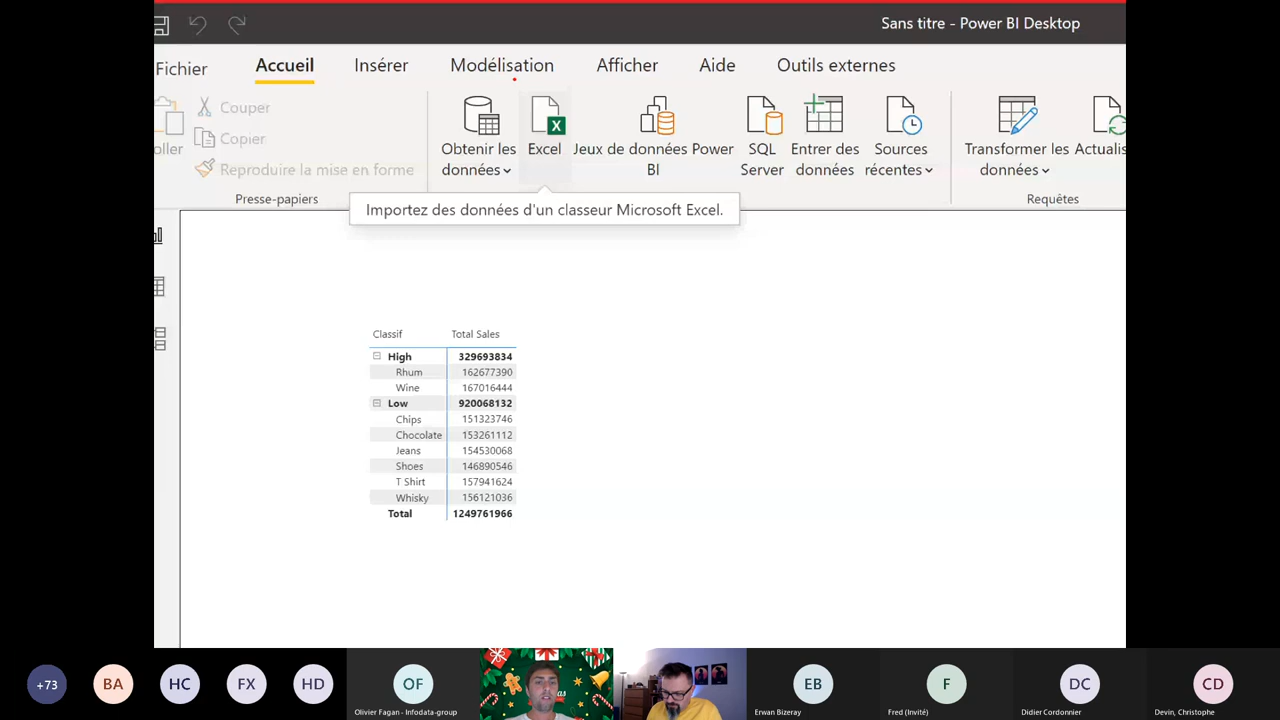 Sans titre - Power BI Desktop
Fichier Accueil Insérer Modélisation Afficher Aide Outils externes
oller
Couper
Copier
Reproduire la mise en forme
Presse-papiers
Obtenir les
données
Excel
Jeux de données Power
BI
SQL
Server
Entrer des
données
Sources
récentes
Transformer les
données
Actualis
Requêtes
Importez des données d'un classeur Microsoft Excel.
Classif Total Sales
High 329693834
Rhum 162677390
Wine 167016444
Low 920068132
Chips 151323746
Chocolate 153261112
Jeans 154530068
Shoes 146890546
T Shirt 157941624
Whisky 156121036
Total 1249761966
+73 BA HC FX HD OF EB F DC CD
Olivier Fagan - Infodata-group
Erwan Bizeray
Fred (Invité)
Didier Cordonnier
Devin, Christophe